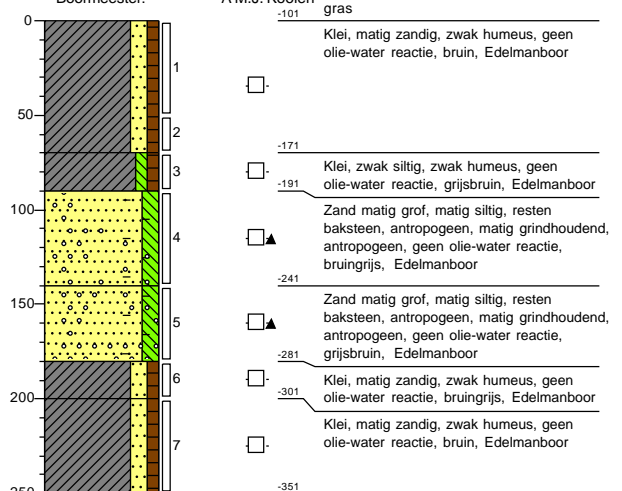 gras
0
-101
Klei, matig zandig, zwak humeus, geen
olie-water reactie, bruin, Edelmanboor
1
50
2
-171
Klei, zwak siltig, zwak humeus, geen
olie-water reactie, grijsbruin, Edelmanboor
3
-191
100
Zand matig grof, matig siltig, resten
baksteen, antropogeen, matig grindhoudend,
antropogeen, geen olie-water reactie,
bruingrijs, Edelmanboor
4
-241
150
Zand matig grof, matig siltig, resten
baksteen, antropogeen, matig grindhoudend,
antropogeen, geen olie-water reactie,
grijsbruin, Edelmanboor
5
-281
Klei, matig zandig, zwak humeus, geen
olie-water reactie, bruingrijs, Edelmanboor
6
200
-301
Klei, matig zandig, zwak humeus, geen
olie-water reactie, bruin, Edelmanboor
7
-351